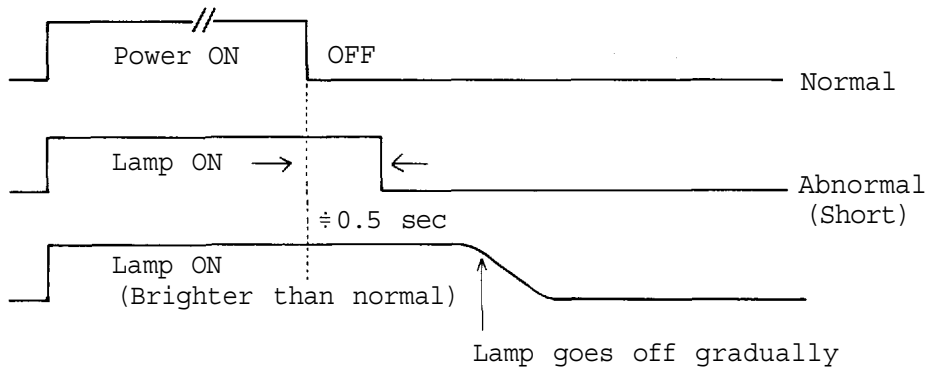 Power ON
OFF
Normal
Lamp ON
Abnormal
(Short)
≒0.5 sec
Lamp ON
(Brighter than normal)
Lamp goes off gradually